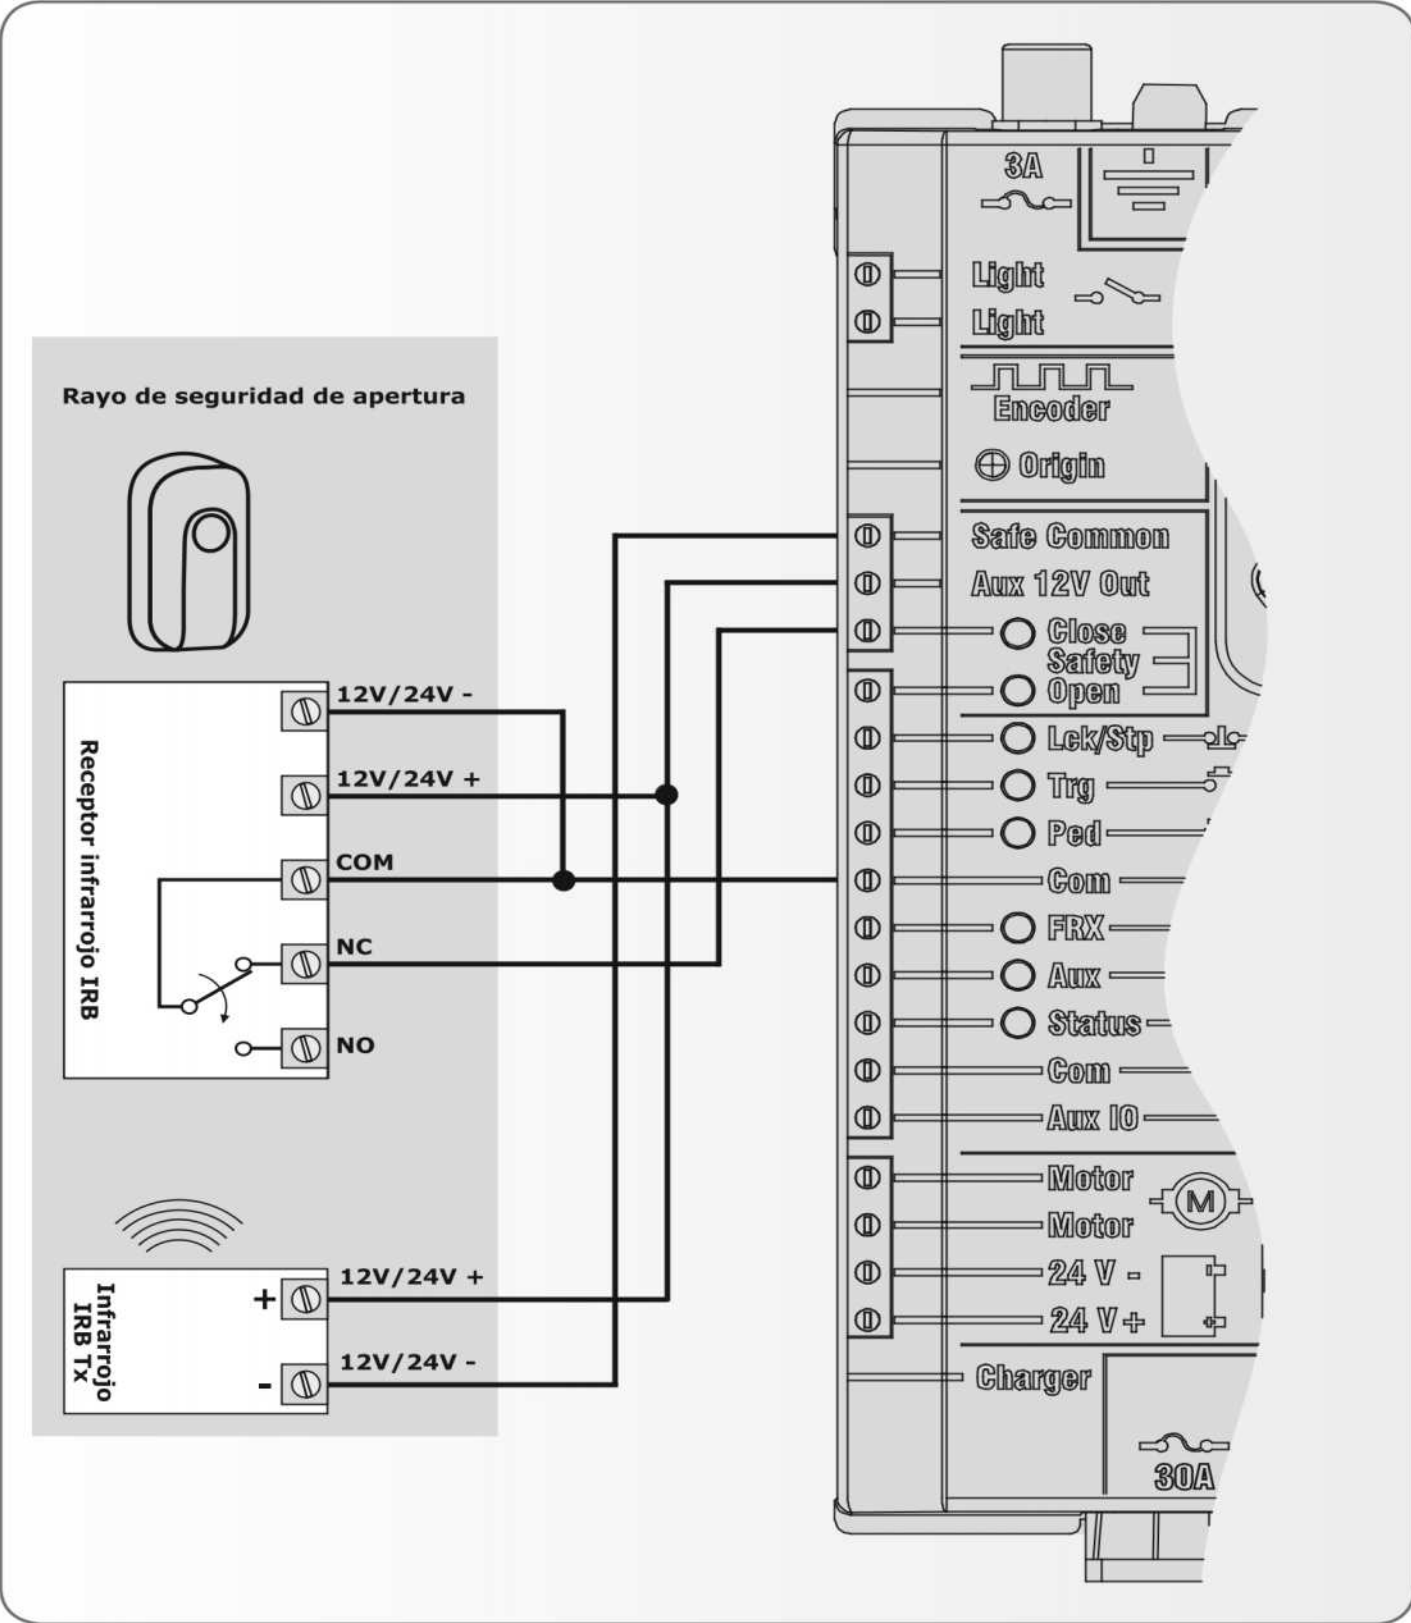 Rayo de seguridad de apertura
Receptor infrarrojo IRB
12V/24V -
12V/24V +
COM
NC
NO
Infrarrojo
IRB Tx
+
-
12V/24V +
12V/24V -
3A
Light
Light
Encoder
Origin
Safe Common
Aux 12V Out
Close
Safety
Open
Lck/Stp
Trg
Ped
Com
FRX
Aux
Status
Com
Aux IO
Motor
M
Motor
24 V -
24 V +
Charger
30A